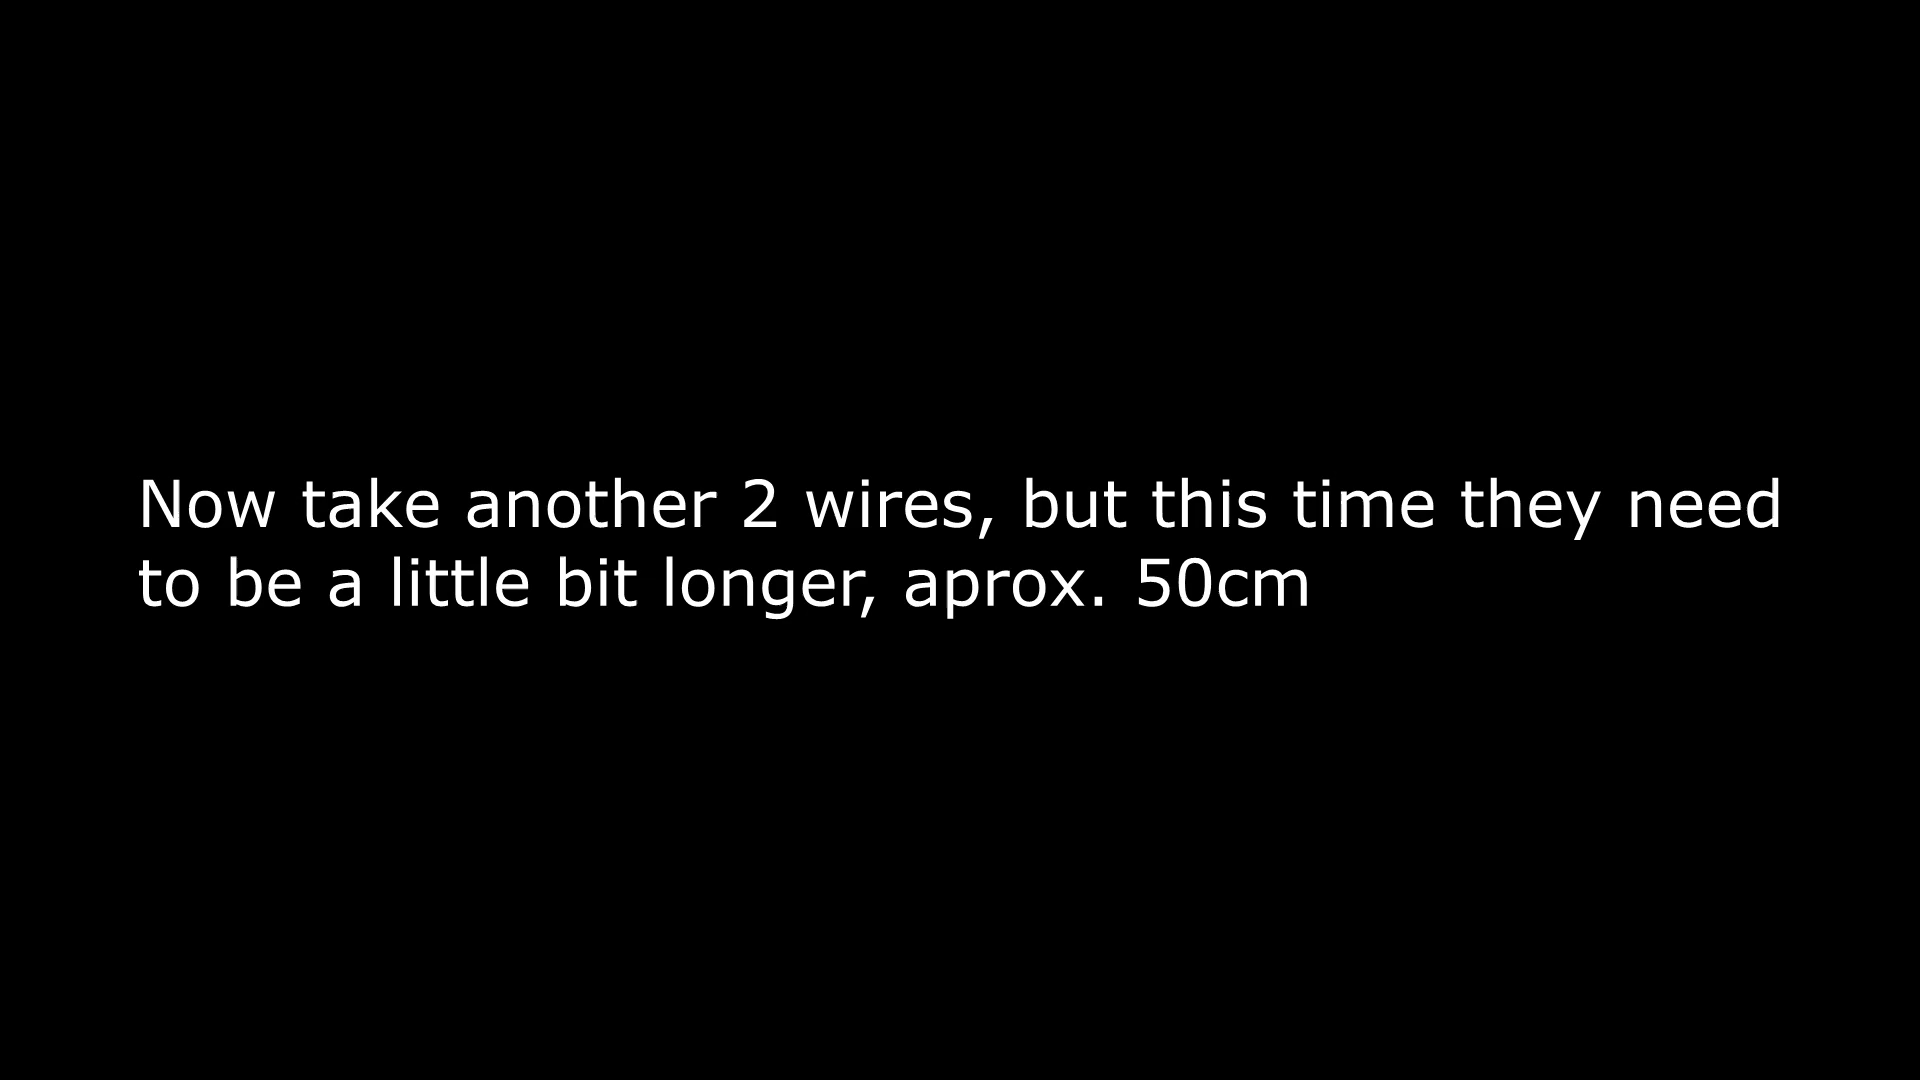 Now take another 2 wires, but this time they need
to be a little bit longer, aprox. 50cm